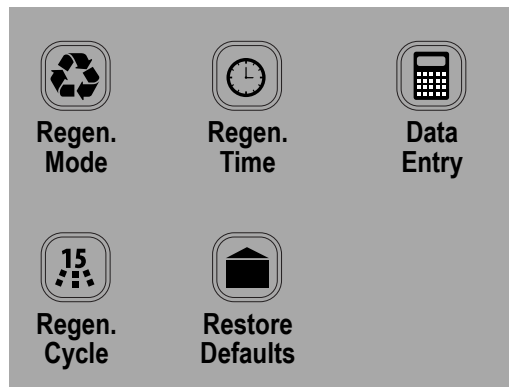 Regen.
Mode
Regen.
Time
Data
Entry
15
Regen.
Cycle
Restore
Defaults